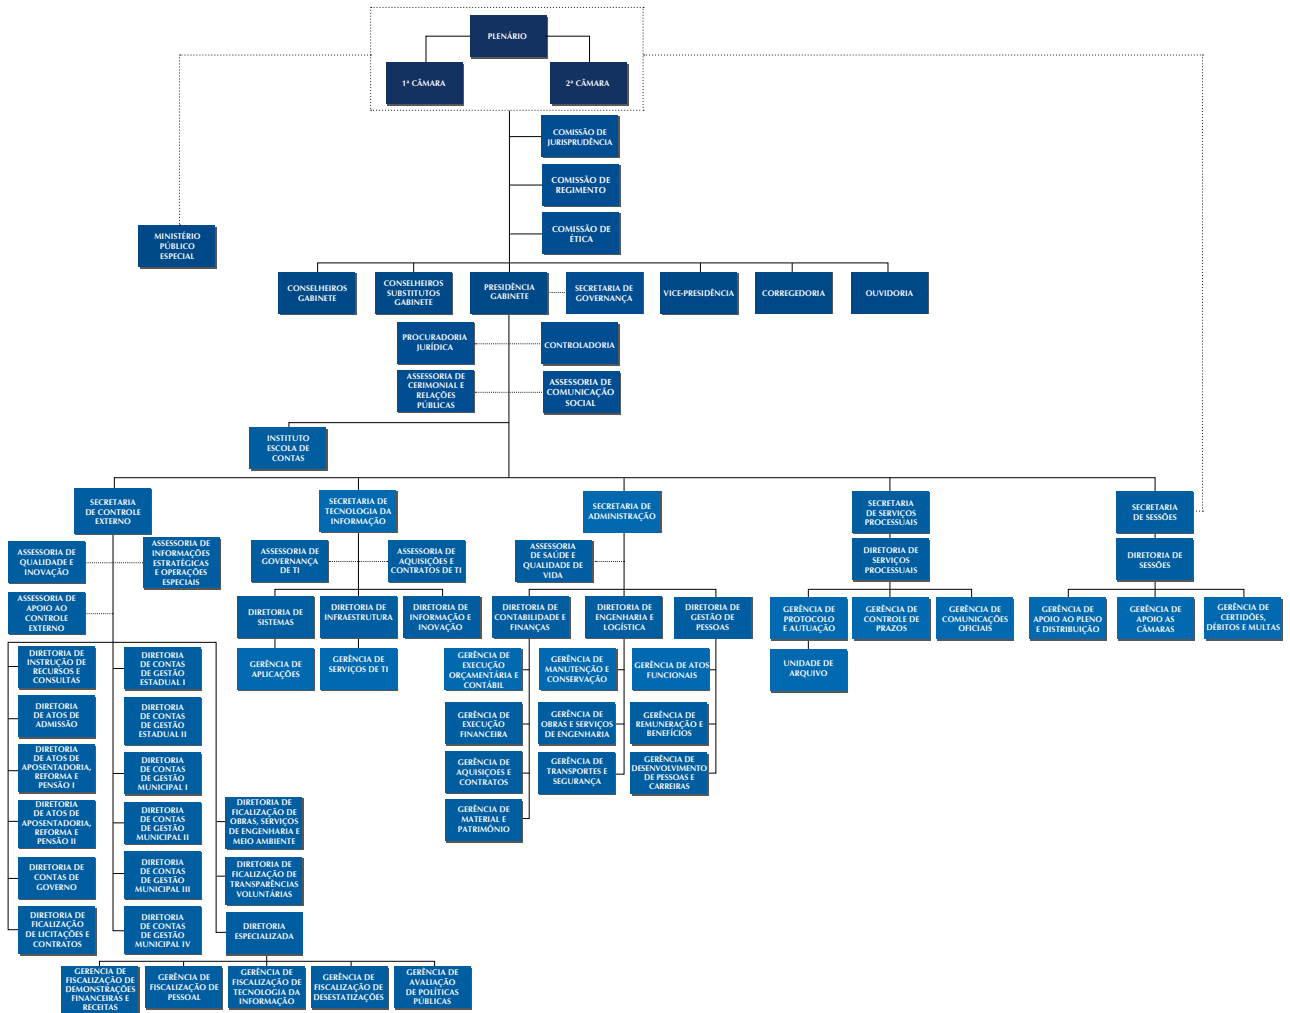 PLENÁRIO
1ª CÂMARA
2ª CÂMARA
COMISSÃO DE
JURISPRUDÊNCIA
COMISSÃO DE
REGIMENTO
COMISSÃO DE
ÉTICA
MINISTÉRIO
PÚBLICO
ESPECIAL
CONSELHEIROS
GABINETE
CONSELHEIROS
SUBSTITUTOS
GABINETE
PRESIDÊNCIA
GABINETE
SECRETARIA DE
GOVERNANÇA
VICE-PRESIDÊNCIA
CORREGEDORIA
OUVIDORIA
PROCURADORIA
JURÍDICA
CONTROLADORIA
ASSESSORIA DE
CERIMONIAL E
RELAÇÕES
PÚBLICAS
ASSESSORIA DE
COMUNICAÇÃO
SOCIAL
INSTITUTO
ESCOLA DE
CONTAS
SECRETARIA
DE CONTROLE
EXTERNO
SECRETARIA DE
TECNOLOGIA DA
INFORMAÇÃO
SECRETARIA DE
ADMINISTRAÇÃO
SECRETARIA
DE SERVIÇOS
PROCESSUAIS
SECRETARIA
DE SESSÕES
ASSESSORIA DE
QUALIDADE E
INOVAÇÃO
ASSESSORIA DE
INFORMAÇÕES
ESTRATÉGICAS
E OPERAÇÕES
ESPECIAIS
ASSESSORIA DE
GOVERNANÇA
DE TI
ASSESSORIA DE
AQUISIÇÕES E
CONTRATOS DE TI
ASSESSORIA
DE SAÚDE E
QUALIDADE DE
VIDA
DIRETORIA DE
SERVIÇOS
PROCESSUAIS
DIRETORIA DE
SESSÕES
ASSESSORIA DE
APOIO AO
CONTROLE
EXTERNO
DIRETORIA DE
SISTEMAS
DIRETORIA DE
INFRAESTRUTURA
DIRETORIA DE
INFORMAÇÃO E
INOVAÇÃO
DIRETORIA DE
CONTABILIDADE E
FINANÇAS
DIRETORIA DE
ENGENHARIA E
LOGÍSTICA
DIRETORIA DE
GESTÃO DE
PESSOAS
GERÊNCIA DE
PROTOCOLO
E AUTUAÇÃO
GERÊNCIA DE
CONTROLE DE
PRAZOS
GERÊNCIA DE
COMUNICAÇÕES
OFICIAIS
GERÊNCIA DE
APOIO AO PLENO
E DISTRIBUIÇÃO
GERÊNCIA DE
APOIO AS
CÂMARAS
GERÊNCIA DE
CERTIDÕES,
DÉBITOS E MULTAS
DIRETORIA DE
INSTRUÇÃO DE
RECURSOS E
CONSULTAS
DIRETORIA
DE CONTAS
DE GESTÃO
ESTADUAL I
GERÊNCIA DE
APLICAÇÕES
GERÊNCIA DE
SERVIÇOS DE TI
GERÊNCIA DE
EXECUÇÃO
ORÇAMENTÁRIA E
CONTÁBIL
GERÊNCIA DE
MANUTENÇÃO E
CONSERVAÇÃO
GERÊNCIA DE ATOS
FUNCIONAIS
UNIDADE DE
ARQUIVO
DIRETORIA
DE ATOS DE
ADMISSÃO
DIRETORIA
DE CONTAS
DE GESTÃO
ESTADUAL II
GERÊNCIA DE
EXECUÇÃO
FINANCEIRA
GERÊNCIA DE
OBRAS E SERVIÇOS
DE ENGENHARIA
GERÊNCIA DE
REMUNERAÇÃO E
BENEFÍCIOS
DIRETORIA
DE ATOS DE
APOSENTADORIA,
REFORMA E
PENSÃO I
DIRETORIA
DE CONTAS
DE GESTÃO
MUNICIPAL I
GERÊNCIA DE
AQUISIÇOES E
CONTRATOS
GERÊNCIA DE
TRANSPORTES E
SEGURANÇA
GERÊNCIA DE
DESENVOLVIMENTO
DE PESSOAS E
CARREIRAS
DIRETORIA
DE ATOS DE
APOSENTADORIA,
REFORMA E
PENSÃO II
DIRETORIA
DE CONTAS
DE GESTÃO
MUNICIPAL II
DIRETORIA DE
FICALIZAÇÃO DE
OBRAS, SERVIÇOS
DE ENGENHARIA E
MEIO AMBIENTE
GERÊNCIA DE
MATERIAL E
PATRIMÔNIO
DIRETORIA DE
CONTAS DE
GOVERNO
DIRETORIA
DE CONTAS
DE GESTÃO
MUNICIPAL III
DIRETORIA DE
FICALIZAÇÃO DE
TRANSPARÊNCIAS
VOLUNTÁRIAS
DIRETORIA DE
FICALIZAÇÃO
DE LICITAÇÕES E
CONTRATOS
DIRETORIA
DE CONTAS
DE GESTÃO
MUNICIPAL IV
DIRETORIA
ESPECIALIZADA
GERENCIA DE
FISCALIZAÇÃO DE
DEMONSTRAÇÕES
FINANCEIRAS E
RECEITAS
GERÊNCIA DE
FISCALIZAÇÃO DE
PESSOAL
GERÊNCIA DE
FISCALIZAÇÃO DE
TECNOLOGIA DA
INFORMAÇÃO
GERÊNCIA DE
FISCALIZAÇÃO DE
DESESTATIZAÇÕES
GERÊNCIA DE
AVALIAÇÃO
DE POLÍTICAS
PÚBLICAS